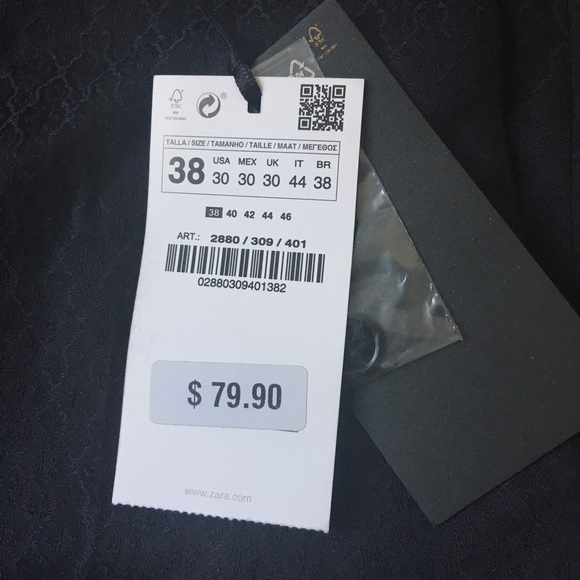 FSC
®
TALLA / SIZE / TAMANHO / TAILLE / MAAT / ΜΕΓΕΘΟΣ
38 USA 30 MEX 30 UK 30 IT 44 BR 38
38 40 42 44 46
ART.: 2880 / 309 / 401
02880309401382
$ 79.90
www.zara.com